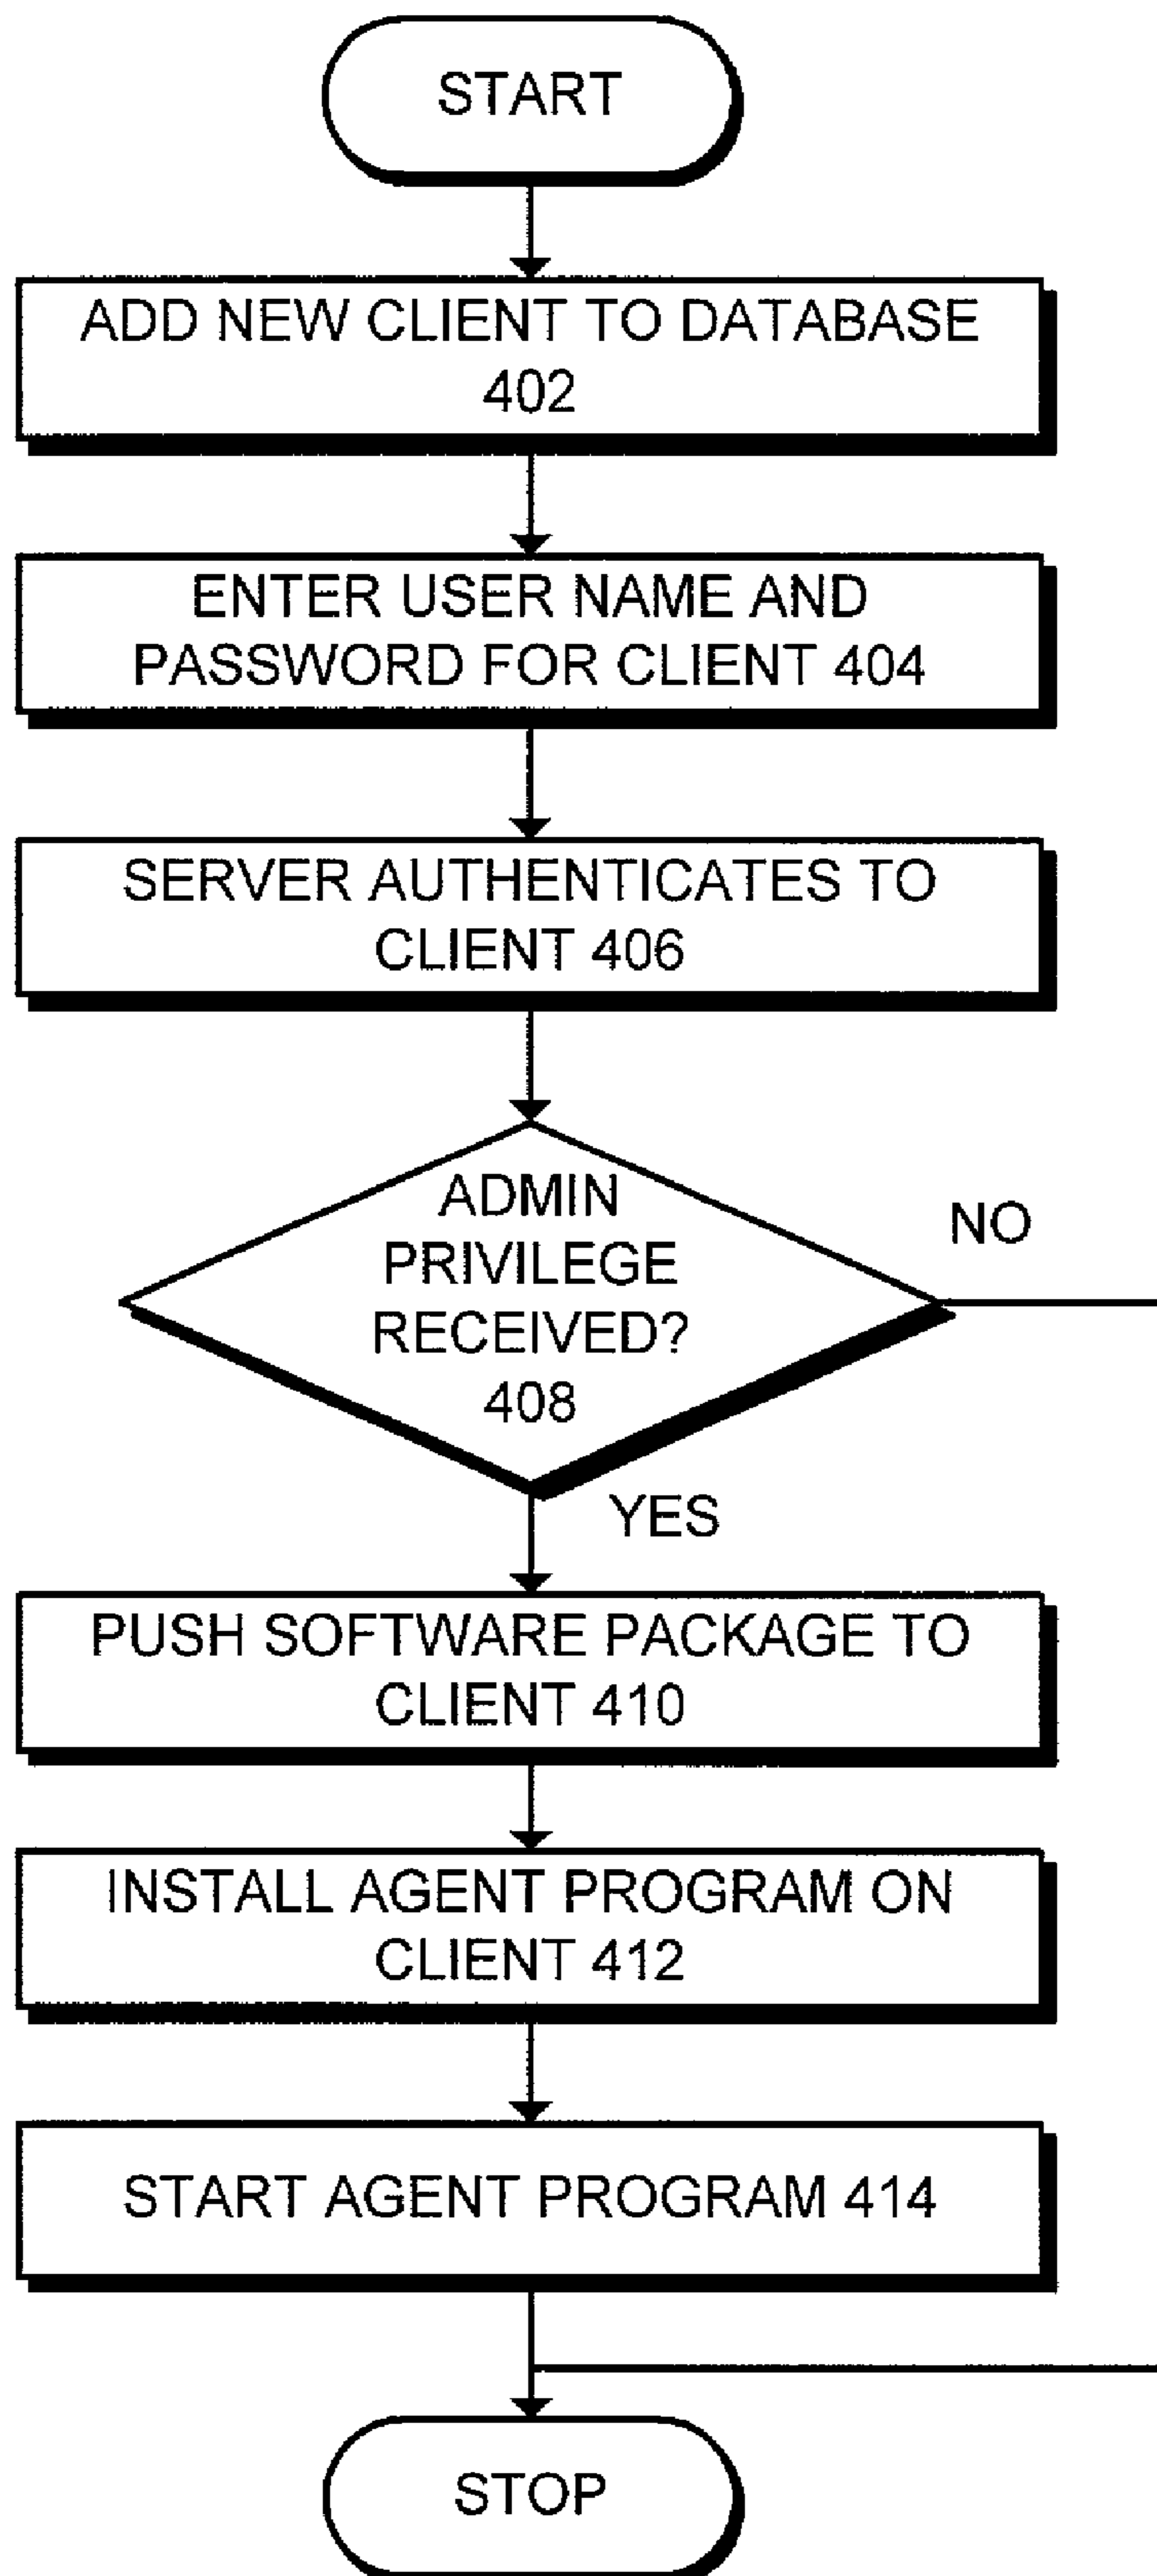 START
ADD NEW CLIENT TO DATABASE
402
ENTER USER NAME AND
PASSWORD FOR CLIENT 404
SERVER AUTHENTICATES TO
CLIENT 406
ADMIN
PRIVILEGE
RECEIVED?
408
NO
YES
PUSH SOFTWARE PACKAGE TO
CLIENT 410
INSTALL AGENT PROGRAM ON
CLIENT 412
START AGENT PROGRAM 414
STOP